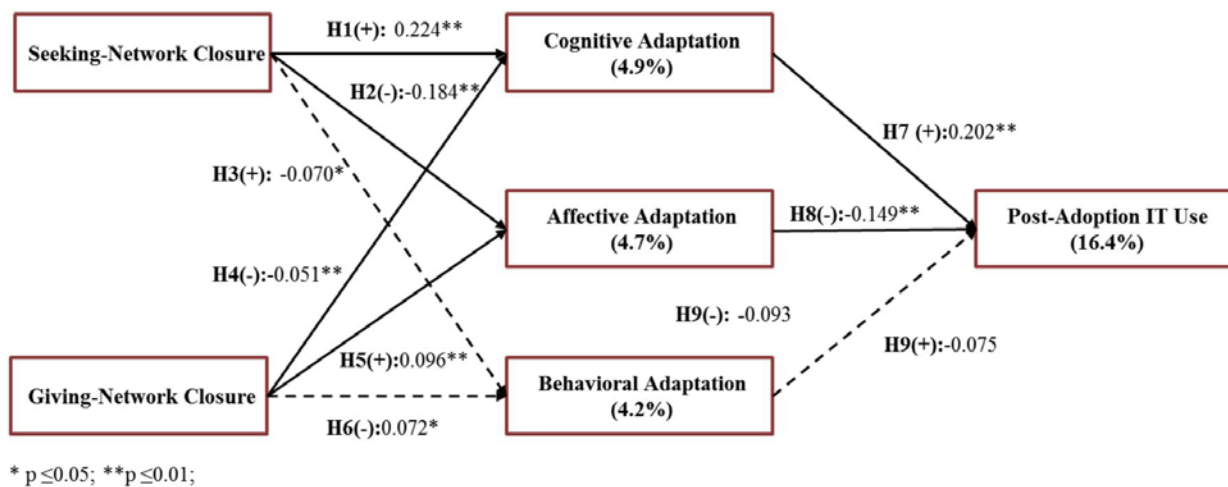 Seeking-Network Closure
H1(+): 0.224**
Cognitive Adaptation
(4.9%)
H2(-):-0.184**
H7 (+):0.202**
H3(+): -0.070*
Affective Adaptation
(4.7%)
H8(-):-0.149**
Post-Adoption IT Use
(16.4%)
H4(-):-0.051**
H9(-): -0.093
H9(+):-0.075
H5(+):0.096**
Giving-Network Closure
Behavioral Adaptation
(4.2%)
H6(-):0.072*
* p ≤0.05; **p ≤0.01;